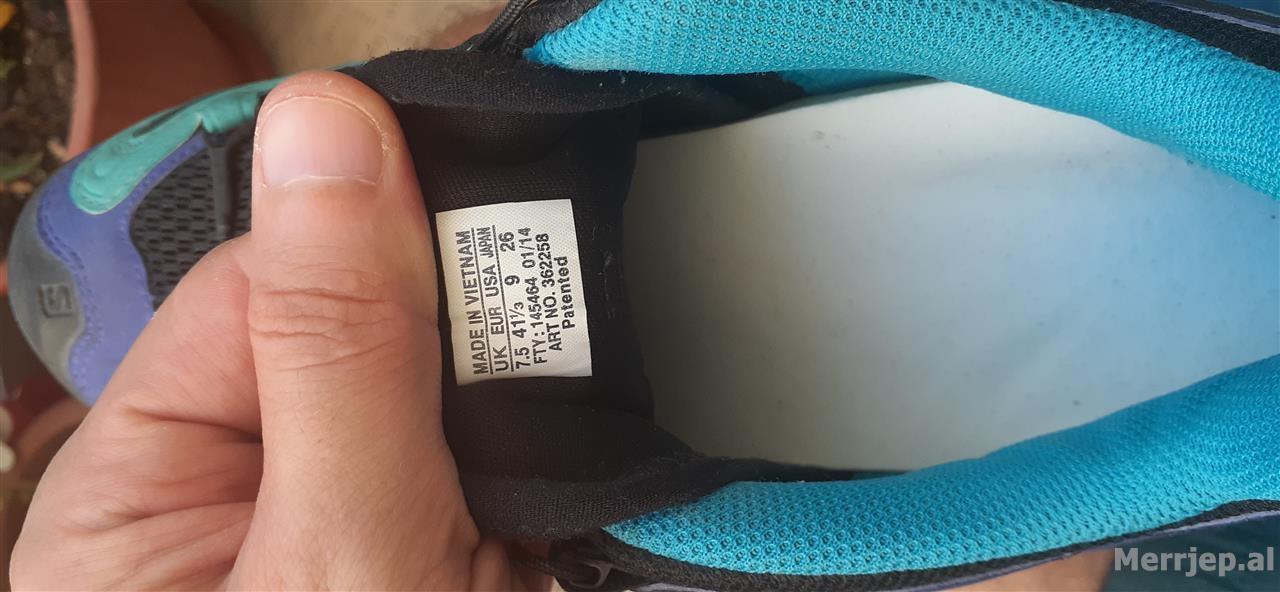 MADE IN VIETNAM
UK EUR USA JAPAN
7.5 41⅓ 9 26
FTY: 145464 01/14
ART NO. 362258
Patented
Merrjep.al